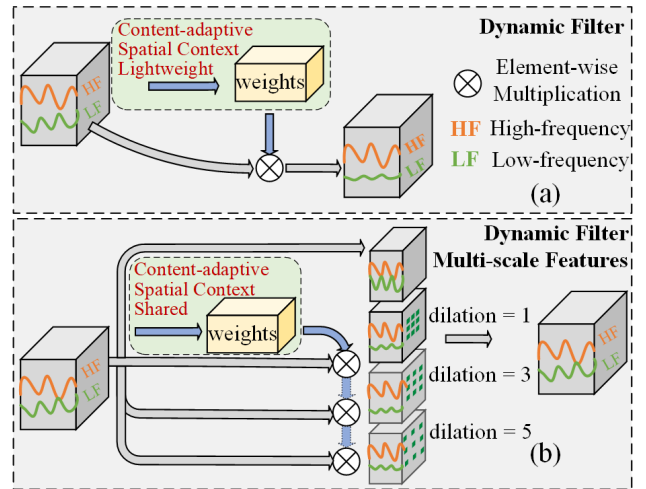 Dynamic Filter
Content-adaptive
Spatial Context
Lightweight
weights
HF
LF
Element-wise
Multiplication
HF High-frequency
LF Low-frequency
HF
LF
(a)
Dynamic Filter
Multi-scale Features
Content-adaptive
Spatial Context
Shared
weights
HF
LF
dilation = 1
dilation = 3
dilation = 5
HF
LF
(b)